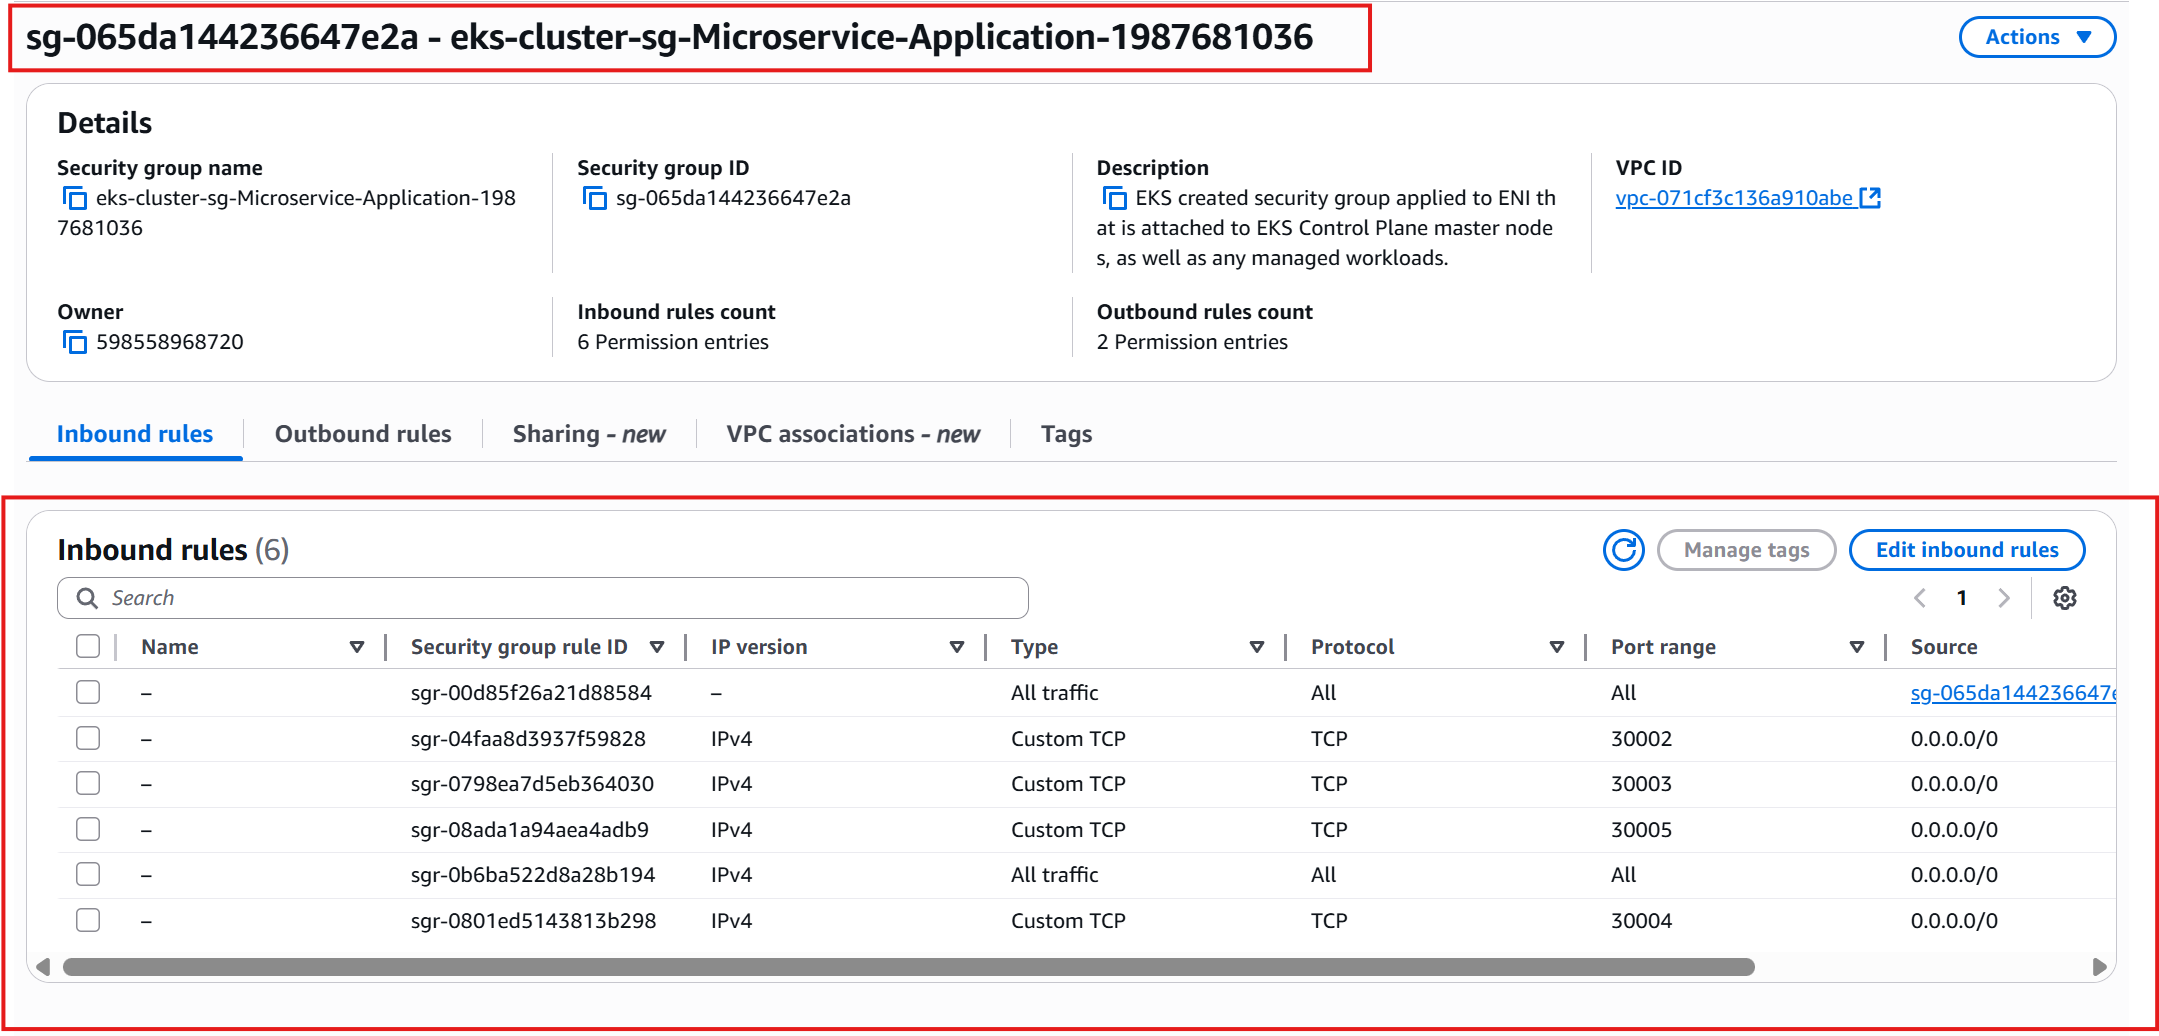 sg-065da144236647e2a - eks-cluster-sg-Microservice-Application-1987681036
Actions
Details
Security group name
eks-cluster-sg-Microservice-Application-198
7681036
Security group ID
sg-065da144236647e2a
Description
EKS created security group applied to ENI th
at is attached to EKS Control Plane master node
s, as well as any managed workloads.
VPC ID
vpc-071cf3c136a910abe
Owner
598558968720
Inbound rules count
6 Permission entries
Outbound rules count
2 Permission entries
Inbound rules Outbound rules Sharing - new VPC associations - new Tags
Inbound rules (6)
Manage tags Edit inbound rules
Search
1
Name Security group rule ID IP version Type Protocol Port range Source
– sgr-00d85f26a21d88584 – All traffic All All sg-065da144236647e
– sgr-04faa8d3937f59828 IPv4 Custom TCP TCP 30002 0.0.0.0/0
– sgr-0798ea7d5eb364030 IPv4 Custom TCP TCP 30003 0.0.0.0/0
– sgr-08ada1a94aea4adb9 IPv4 Custom TCP TCP 30005 0.0.0.0/0
– sgr-0b6ba522d8a28b194 IPv4 All traffic All All 0.0.0.0/0
– sgr-0801ed5143813b298 IPv4 Custom TCP TCP 30004 0.0.0.0/0